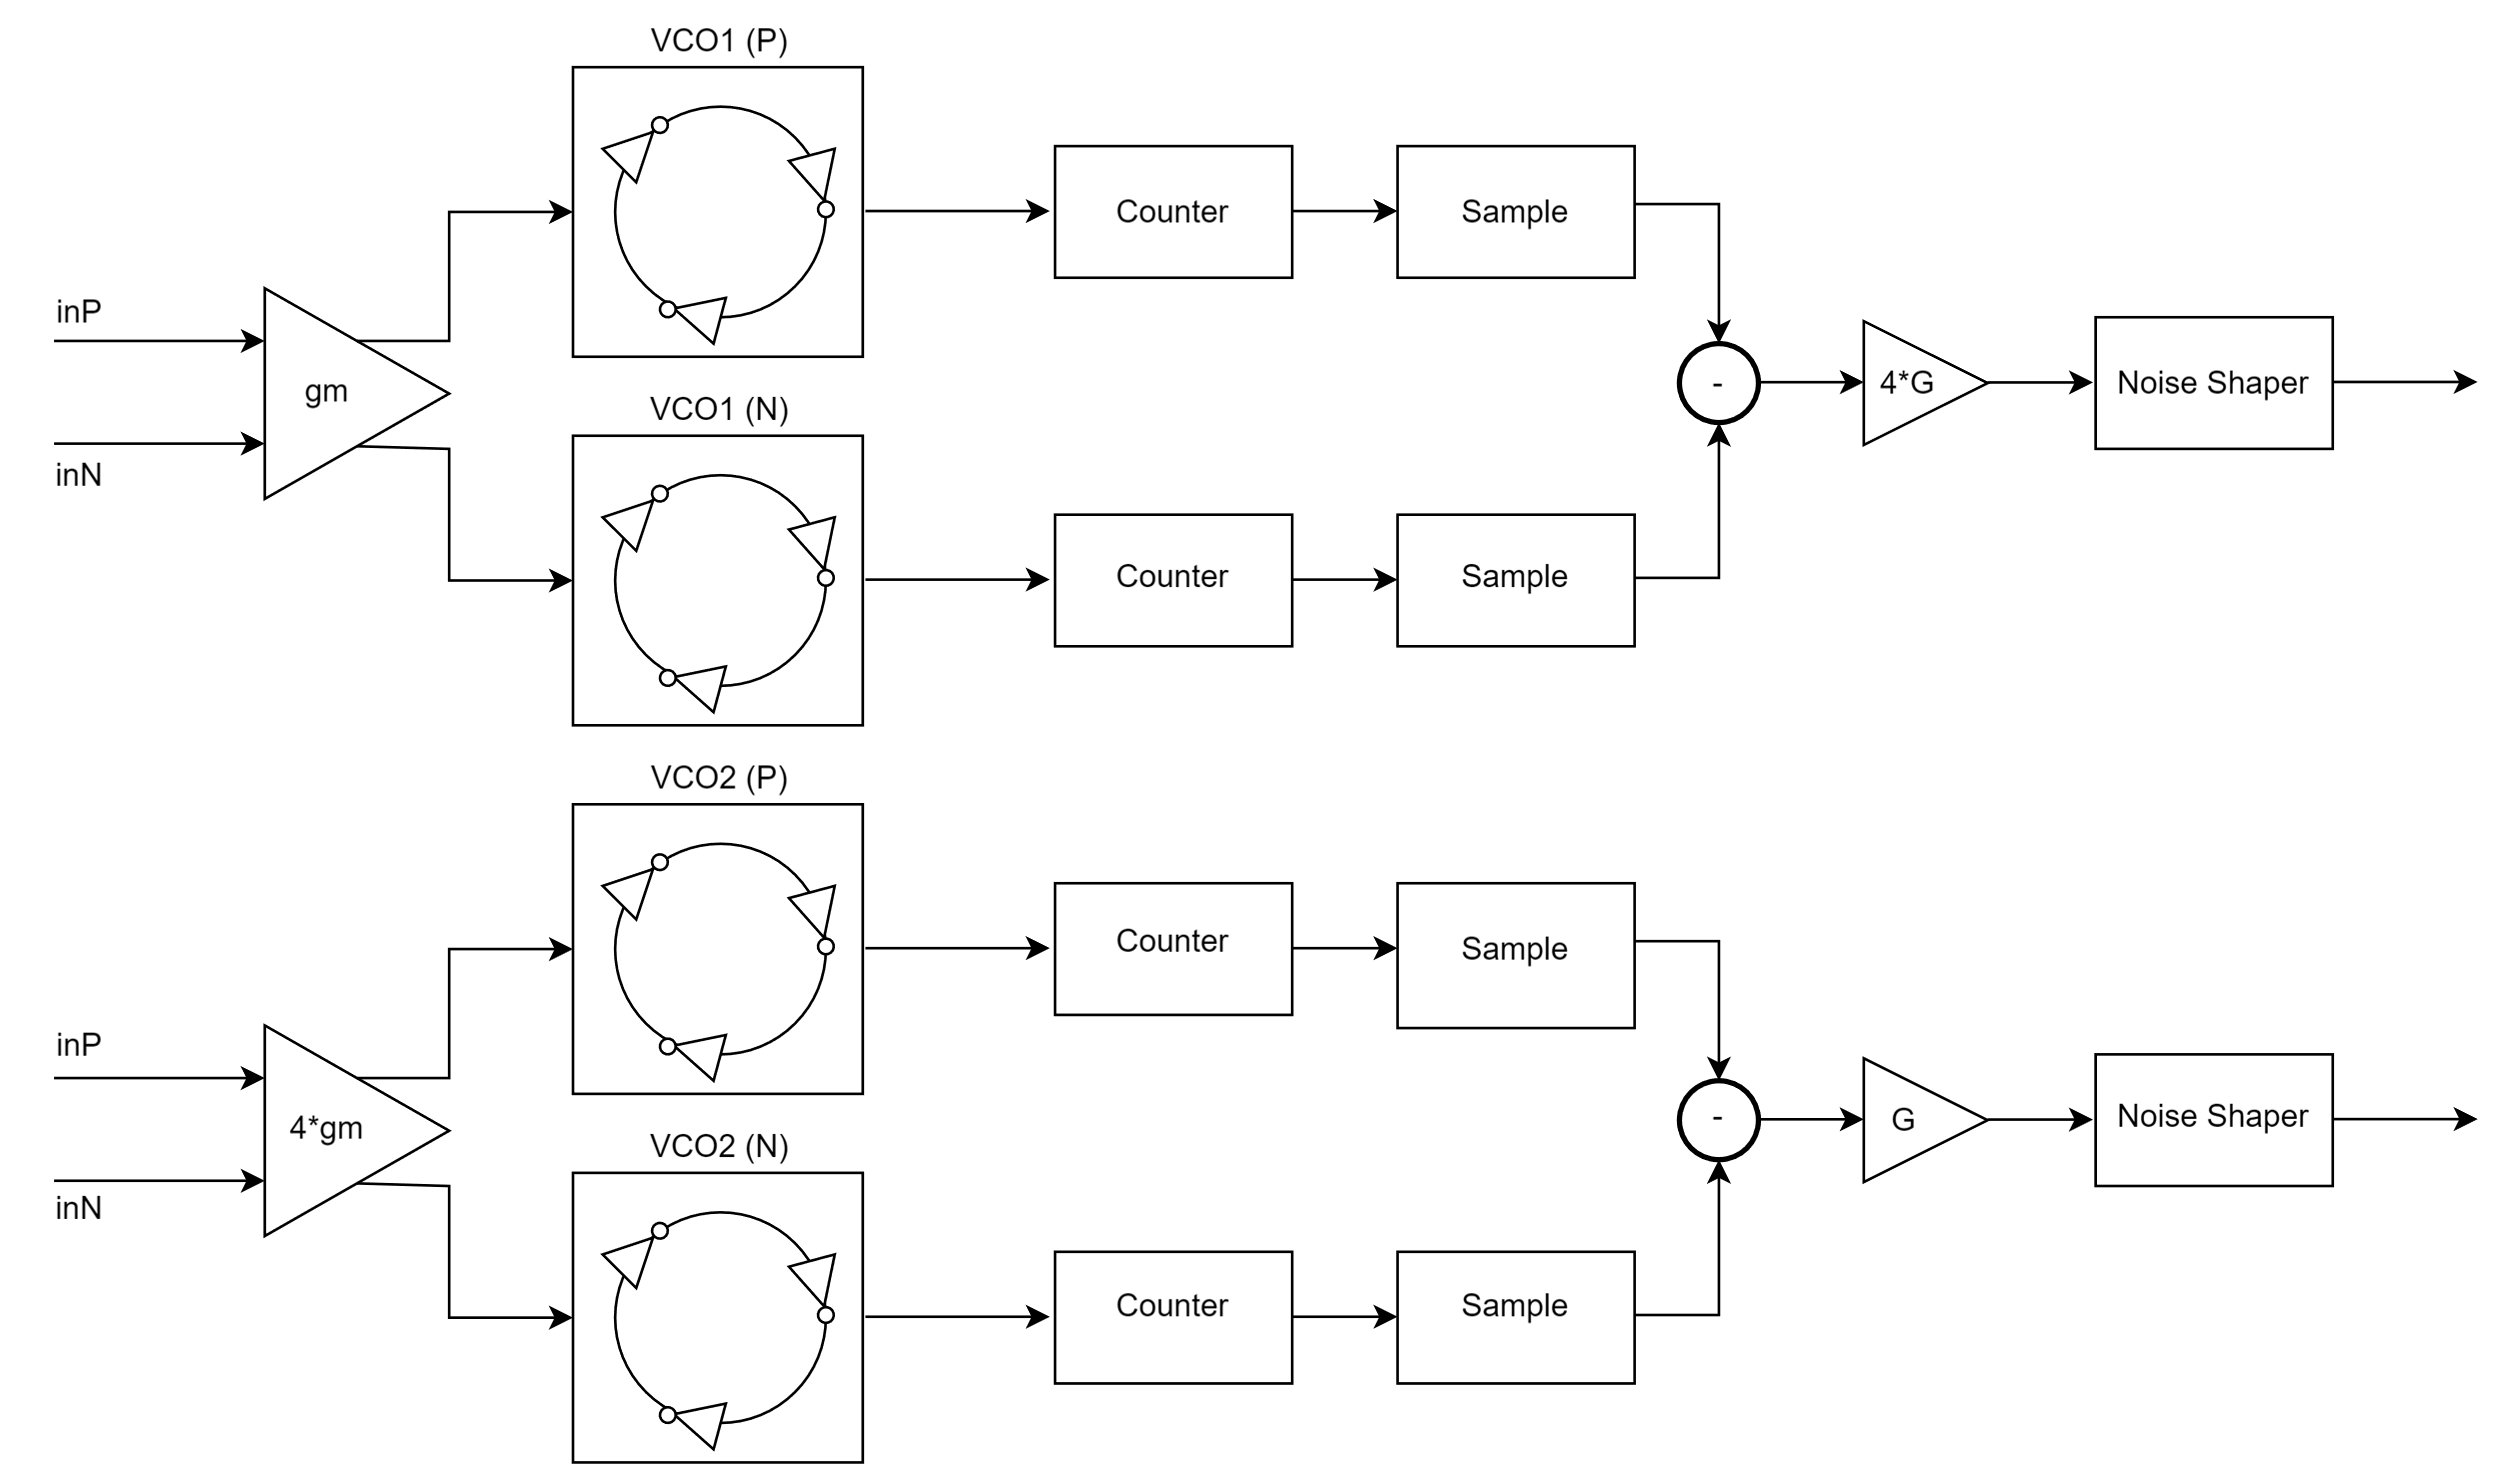 VCO1 (P)
Counter
Sample
inP
gm
inN
VCO1 (N)
-
4*G
Noise Shaper
Counter
Sample
VCO2 (P)
Counter
Sample
inP
4*gm
inN
VCO2 (N)
-
G
Noise Shaper
Counter
Sample